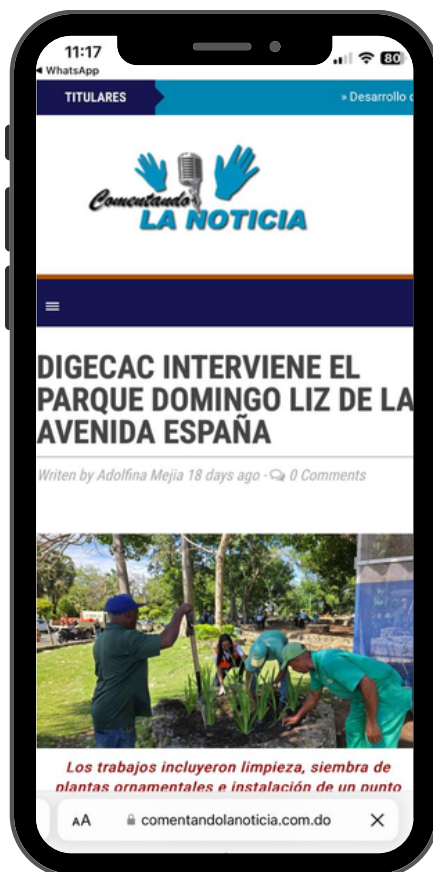 11:17
80
◀ WhatsApp
TITULARES
» Desarrollo
Comentando
LA NOTICIA
DIGECAC INTERVIENE EL
PARQUE DOMINGO LIZ DE LA
AVENIDA ESPAÑA
Writen by Adolfina Mejia 18 days ago - 0 Comments
Los trabajos incluyeron limpieza, siembra de
plantas ornamentales e instalación de un punto
AA comentandolanoticia.com.do